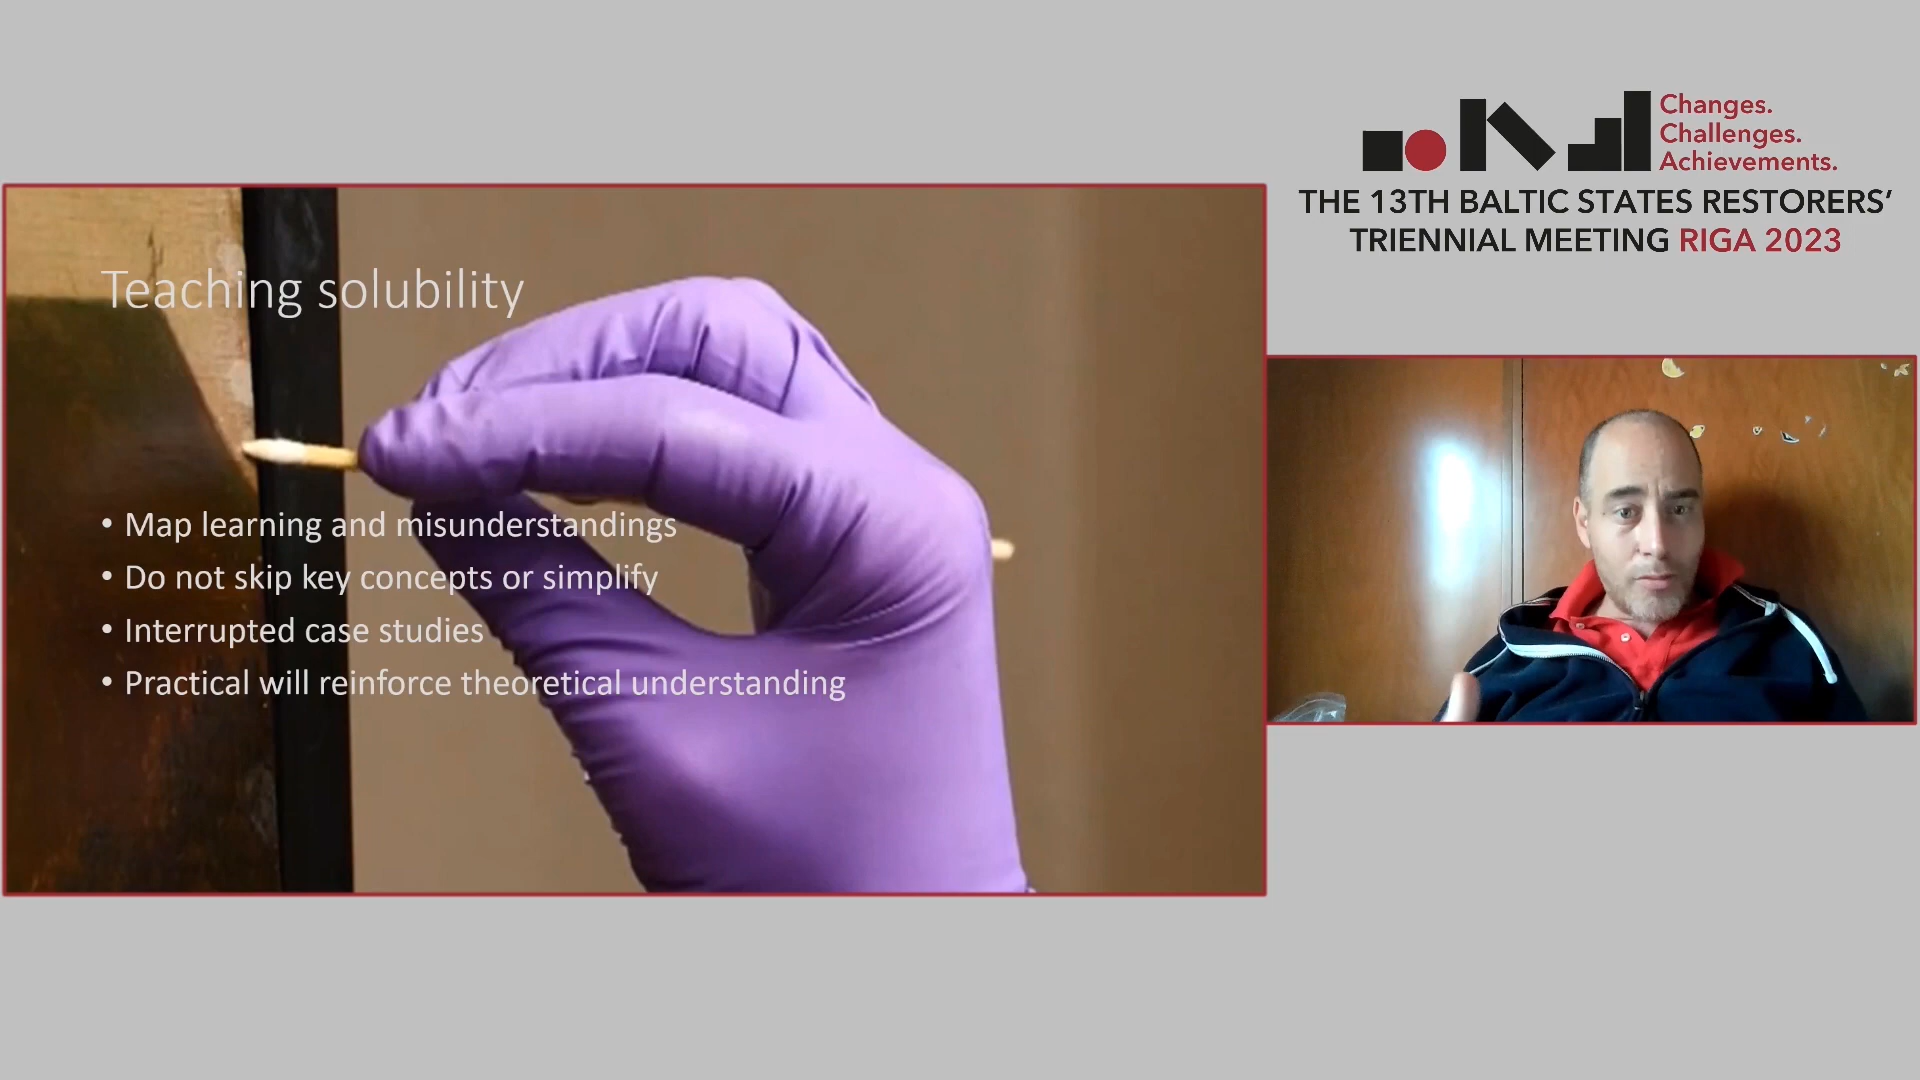 Changes.
Challenges.
Achievements.
THE 13TH BALTIC STATES RESTORERS’
TRIENNIAL MEETING RIGA 2023
Teaching solubility
• Map learning and misunderstandings
• Do not skip key concepts or simplify
• Interrupted case studies
• Practical will reinforce theoretical understanding